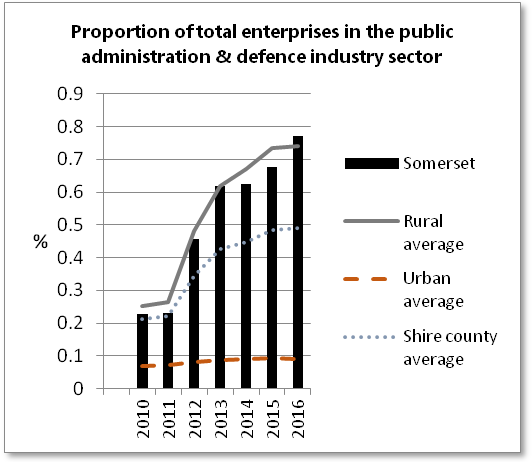 Proportion of total enterprises in the public
administration & defence industry sector
0.9
0.8
0.7
0.6
0.5
0.4
0.3
0.2
0.1
0
%
2010
2011
2012
2013
2014
2015
2016
Somerset
Rural
average
Urban
average
Shire county
average